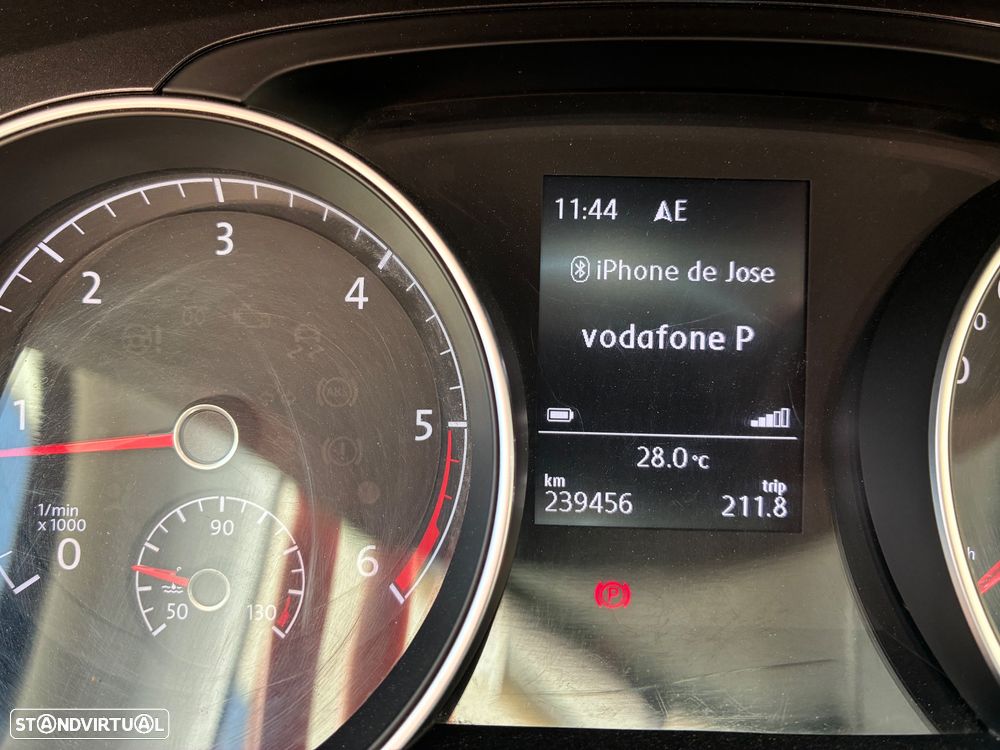 11:44 AE
iPhone de Jose
vodafone P
28.0 °C
km trip
239456 211.8
P
1 2 3 4 5 6
1/min
x 1000
0
90
50 130
h
STANDVIRTUAL